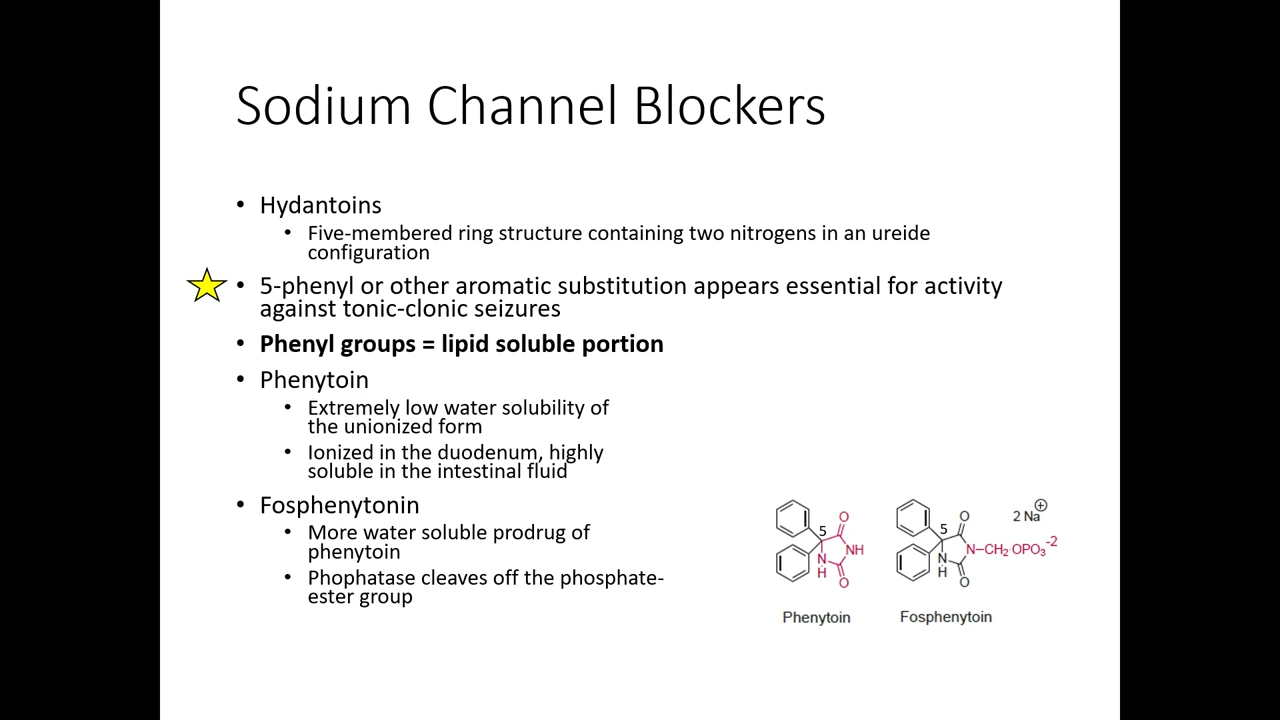 Sodium Channel Blockers
• Hydantoins
• Five-membered ring structure containing two nitrogens in an ureide
configuration
• 5-phenyl or other aromatic substitution appears essential for activity
against tonic-clonic seizures
• Phenyl groups = lipid soluble portion
• Phenytoin
• Extremely low water solubility of
the unionized form
• Ionized in the duodenum, highly
soluble in the intestinal fluid
• Fosphenytonin
• More water soluble prodrug of
phenytoin
• Phophatase cleaves off the phosphate-
ester group
5
O
NH
N
H
O
Phenytoin
5
O
2 Na⊕
N–CH₂·OPO₃⁻²
N
H
O
Fosphenytoin